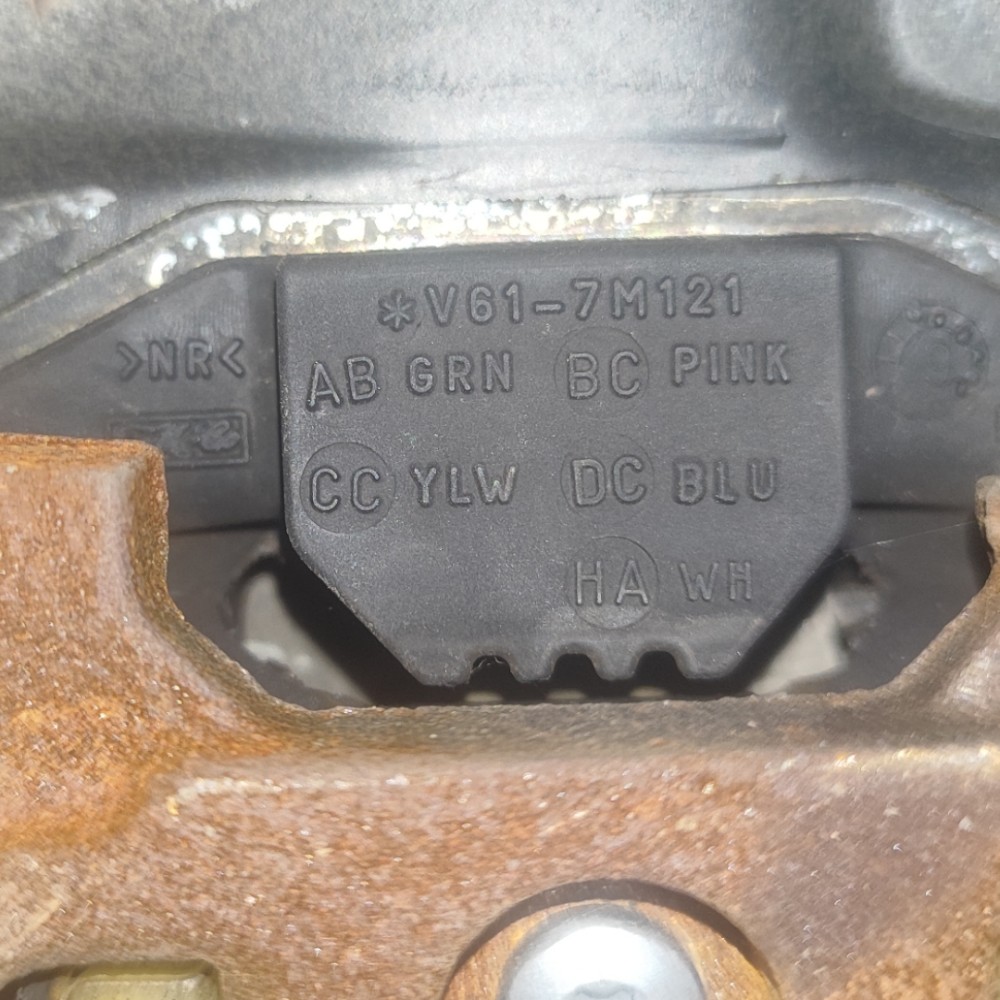 *V61-7M121
>NR<
AB GRN BC PINK
CC YLW DC BLU
HA WH